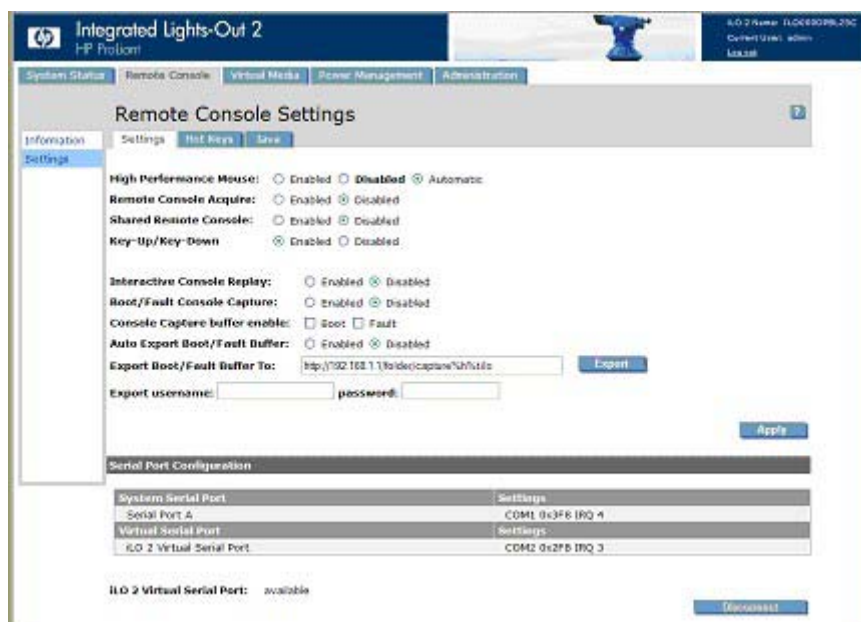 Integrated Lights-Out 2
HP ProLiant
Current User: admin
Log out
System Status Remote Console Virtual Media Power Management Administration
Remote Console Settings
?
Information
Settings
Settings Hot Keys Save
High Performance Mouse: Enabled Disabled Automatic
Remote Console Acquire: Enabled Disabled
Shared Remote Console: Enabled Disabled
Key-Up/Key-Down Enabled Disabled
Interactive Console Replay: Enabled Disabled
Boot/Fault Console Capture: Enabled Disabled
Console Capture buffer enable: Boot Fault
Auto Export Boot/Fault Buffer: Enabled Disabled
Export Boot/Fault Buffer To: Export
Export username: password:
Apply
Serial Port Configuration
System Serial Port Settings
Serial Port A COM1 0x3F8 IRQ 4
Virtual Serial Port Settings
iLO 2 Virtual Serial Port COM2 0x2F8 IRQ 3
iLO 2 Virtual Serial Port: available
Disconnect